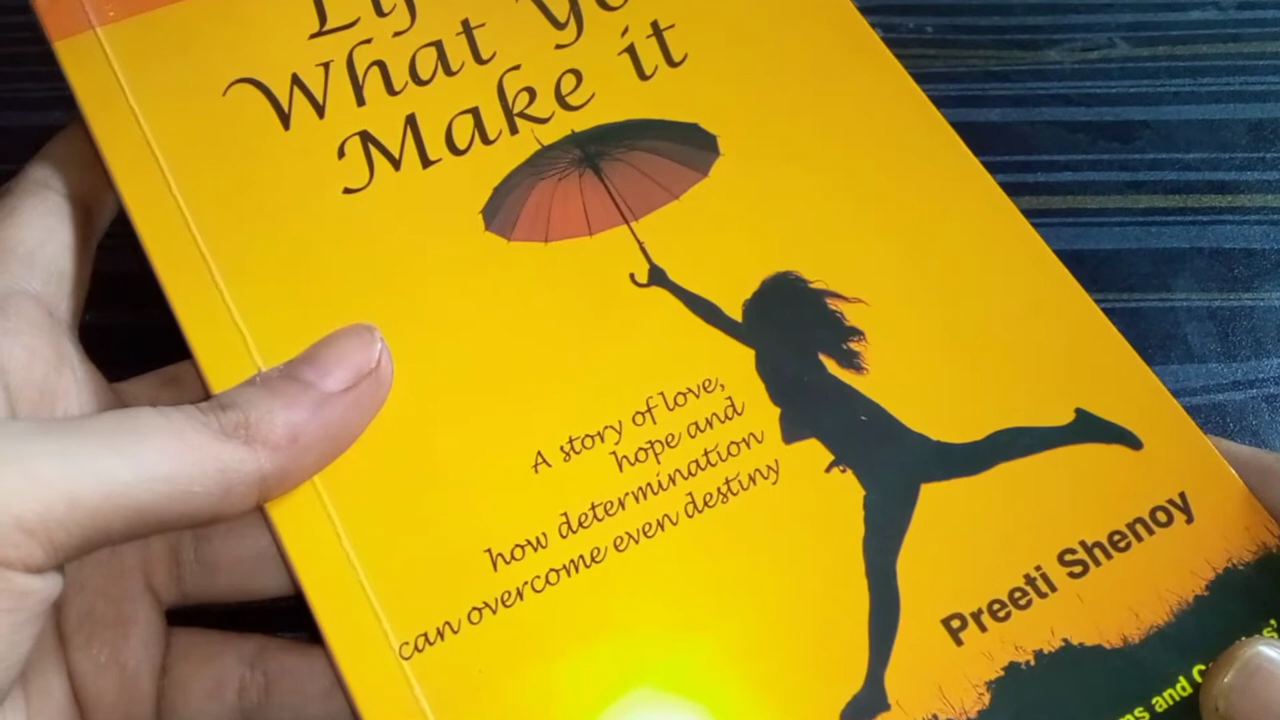 What
Make it
A story of love,
hope and
how determination
can overcome even destiny
Preeti Shenoy
and